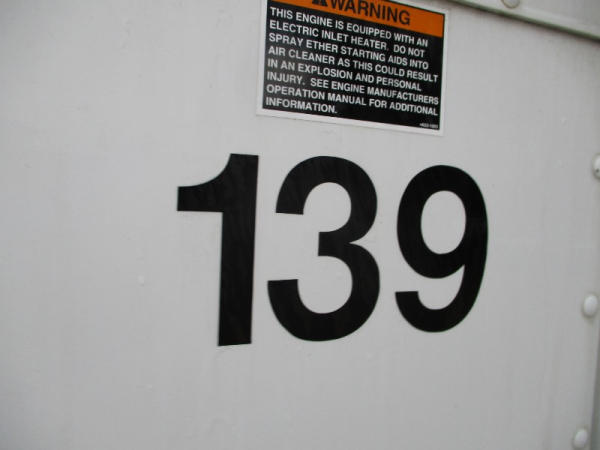 WARNING
THIS ENGINE IS EQUIPPED WITH AN
ELECTRIC INLET HEATER. DO NOT
SPRAY ETHER STARTING AIDS INTO
AIR CLEANER AS THIS COULD RESULT
IN AN EXPLOSION AND PERSONAL
INJURY. SEE ENGINE MANUFACTURERS
OPERATION MANUAL FOR ADDITIONAL
INFORMATION.
139